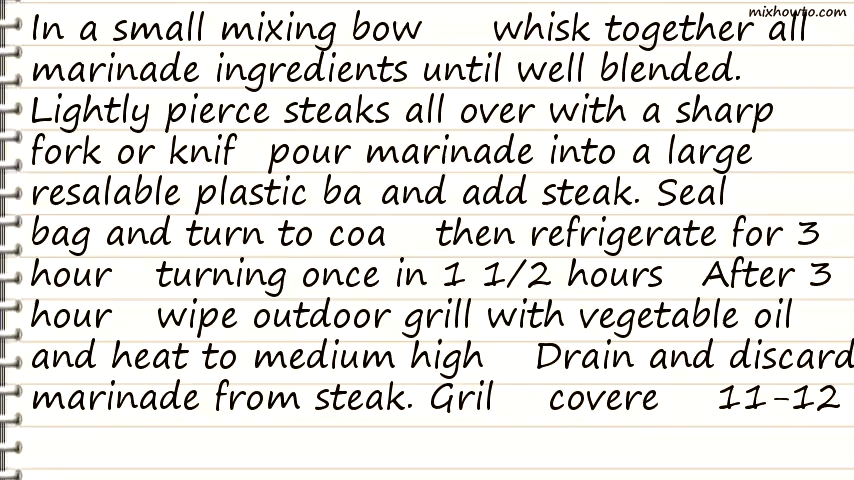 mixhowto.com
In a small mixing bow whisk together all
marinade ingredients until well blended.
Lightly pierce steaks all over with a sharp
fork or knif pour marinade into a large
resalable plastic ba and add steak. Seal
bag and turn to coa then refrigerate for 3
hour turning once in 1 1/2 hours After 3
hour wipe outdoor grill with vegetable oil
and heat to medium high Drain and discard
marinade from steak. Gril covere 11-12